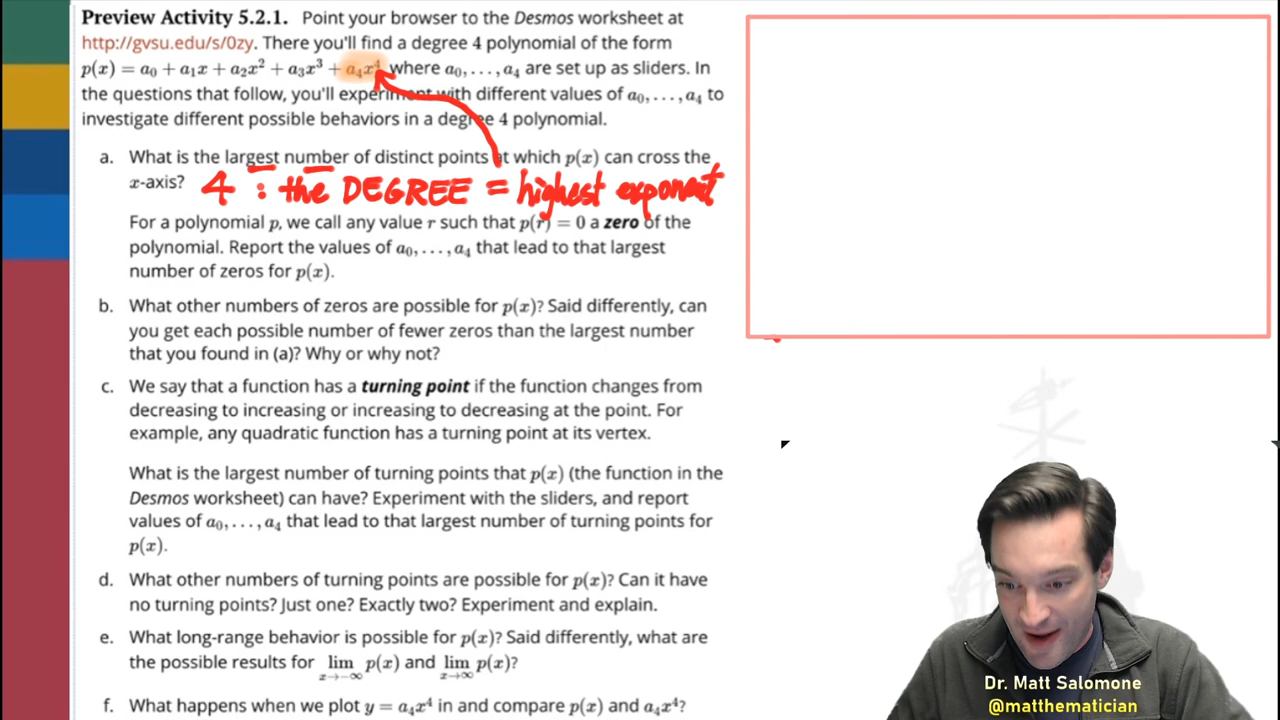 Preview Activity 5.2.1. Point your browser to the Desmos worksheet at
http://gvsu.edu/s/0zy. There you'll find a degree 4 polynomial of the form
p(x) = a₀ + a₁x + a₂x² + a₃x³ + a₄x⁴ where a₀, . . . , a₄ are set up as sliders. In
the questions that follow, you'll experiment with different values of a₀, . . . , a₄ to
investigate different possible behaviors in a degree 4 polynomial.
a. What is the largest number of distinct points at which p(x) can cross the
x-axis?
4 : the DEGREE = highest exponent
For a polynomial p, we call any value r such that p(r) = 0 a zero of the
polynomial. Report the values of a₀, . . . , a₄ that lead to that largest
number of zeros for p(x).
b. What other numbers of zeros are possible for p(x)? Said differently, can
you get each possible number of fewer zeros than the largest number
that you found in (a)? Why or why not?
c. We say that a function has a turning point if the function changes from
decreasing to increasing or increasing to decreasing at the point. For
example, any quadratic function has a turning point at its vertex.
What is the largest number of turning points that p(x) (the function in the
Desmos worksheet) can have? Experiment with the sliders, and report
values of a₀, . . . , a₄ that lead to that largest number of turning points for
p(x).
d. What other numbers of turning points are possible for p(x)? Can it have
no turning points? Just one? Exactly two? Experiment and explain.
e. What long-range behavior is possible for p(x)? Said differently, what are
the possible results for lim x→−∞ p(x) and lim x→∞ p(x)?
f. What happens when we plot y = a₄x⁴ in and compare p(x) and a₄x⁴?
Dr. Matt Salomone
@matthematician